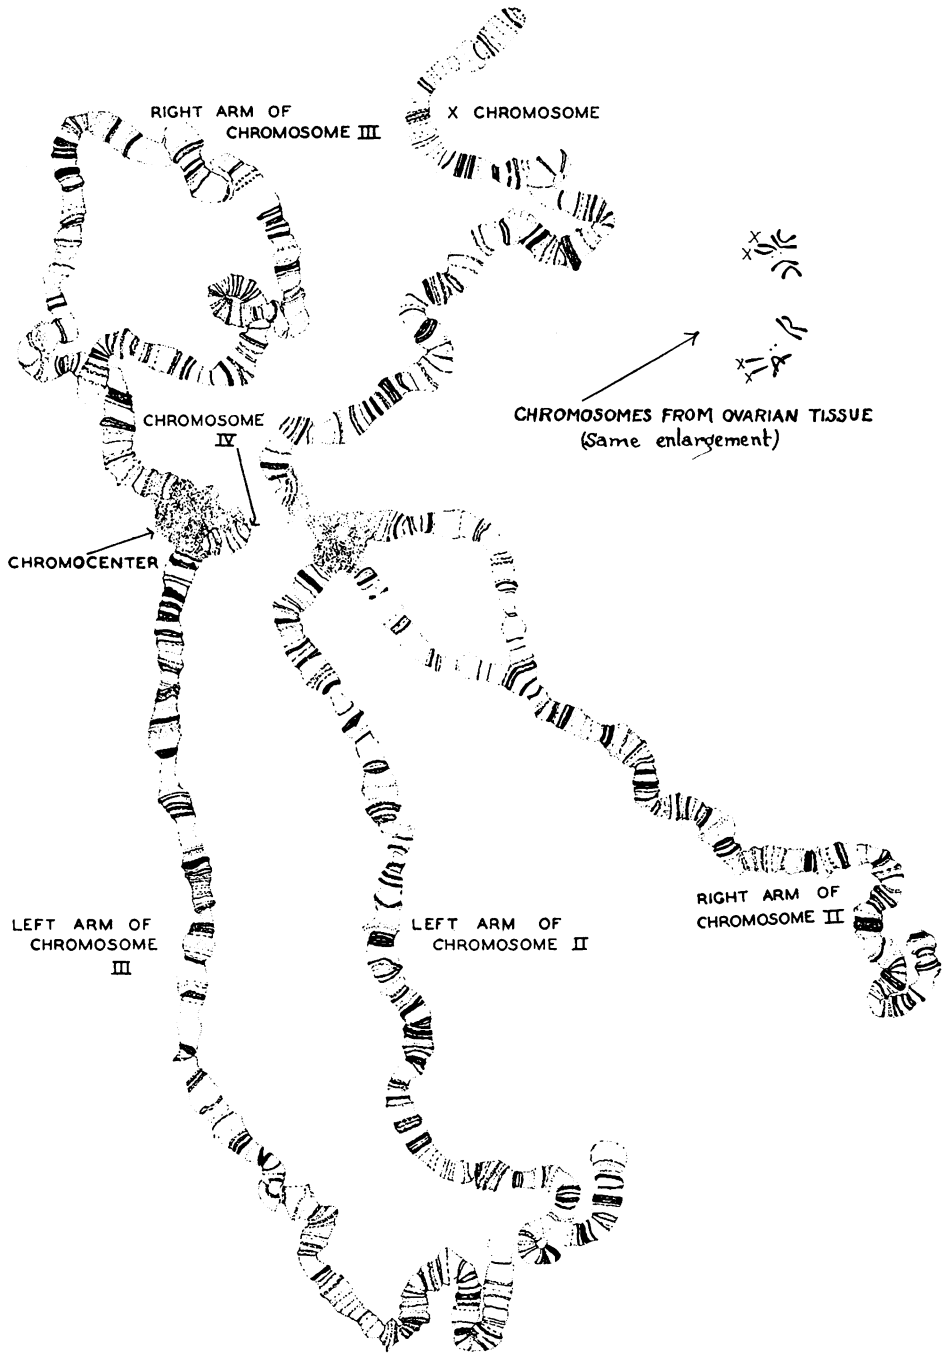 RIGHT ARM OF
CHROMOSOME III
X CHROMOSOME
X
X
X
X
CHROMOSOMES FROM OVARIAN TISSUE
(Same enlargement)
CHROMOSOME
IV
CHROMOCENTER
RIGHT ARM OF
CHROMOSOME II
LEFT ARM OF
CHROMOSOME
III
LEFT ARM OF
CHROMOSOME II